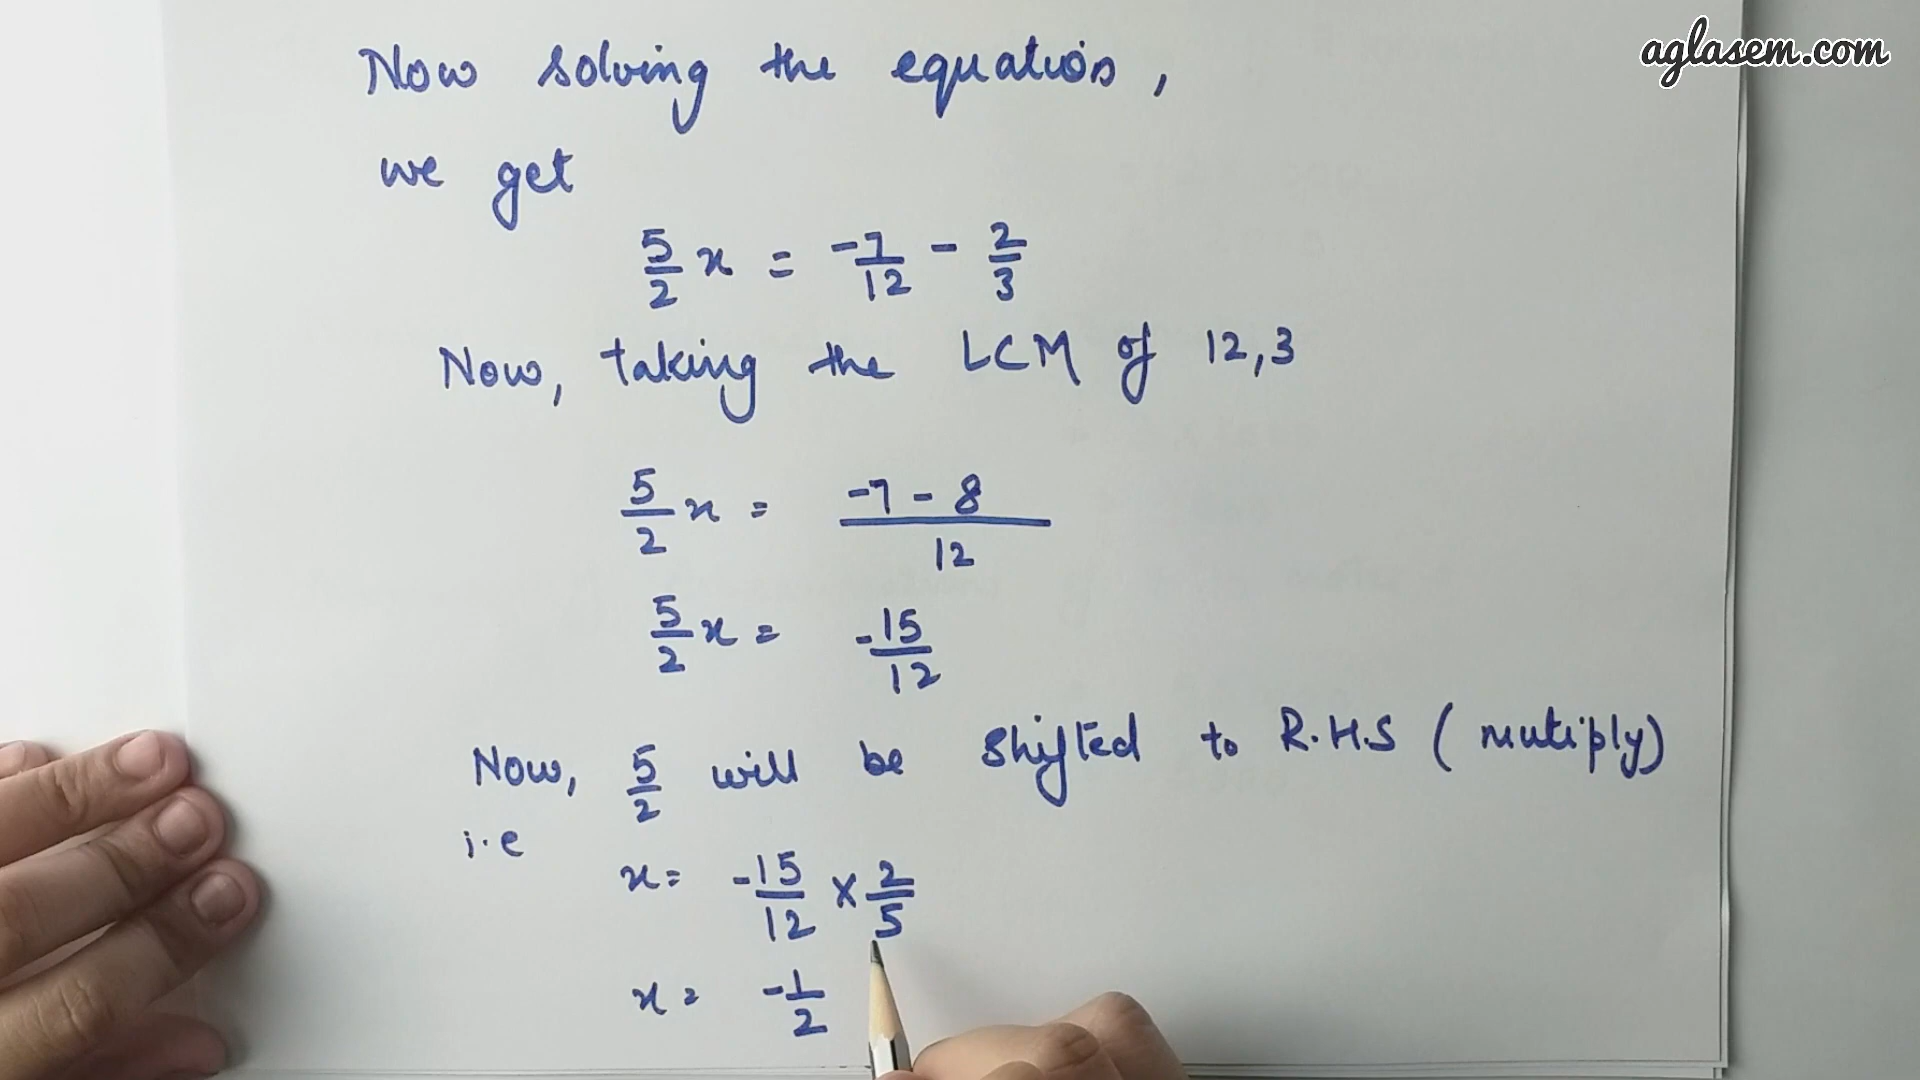 aglasem.com
Now solving the equation,
we get
5/2 x = -7/12 - 2/3
Now, taking the LCM of 12,3
5/2 x = -7 - 8 / 12
5/2 x = -15/12
Now, 5/2 will be shifted to R.H.S (mutiply)
i.e
x = -15/12 × 2/5
x = -1/2